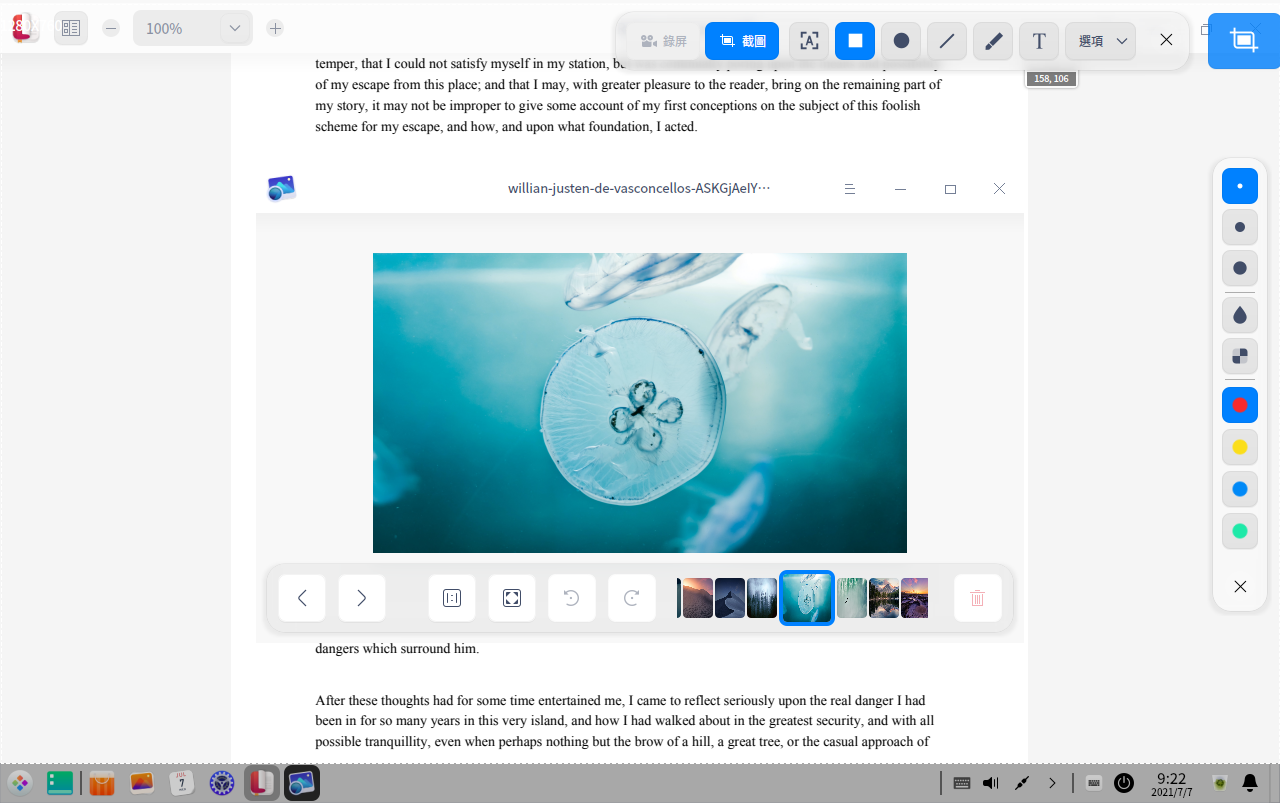 100%
錄屏
截圖
T
選項
158, 106
temper, that I could not satisfy myself in my station,
of my escape from this place; and that I may, with greater pleasure to the reader, bring on the remaining part of
my story, it may not be improper to give some account of my first conceptions on the subject of this foolish
scheme for my escape, and how, and upon what foundation, I acted.
willian-justen-de-vasconcellos-ASKGjAeIY…
1:1
dangers which surround him.
After these thoughts had for some time entertained me, I came to reflect seriously upon the real danger I had
been in for so many years in this very island, and how I had walked about in the greatest security, and with all
possible tranquillity, even when perhaps nothing but the brow of a hill, a great tree, or the casual approach of
JUL
7
9:22
2021/7/7